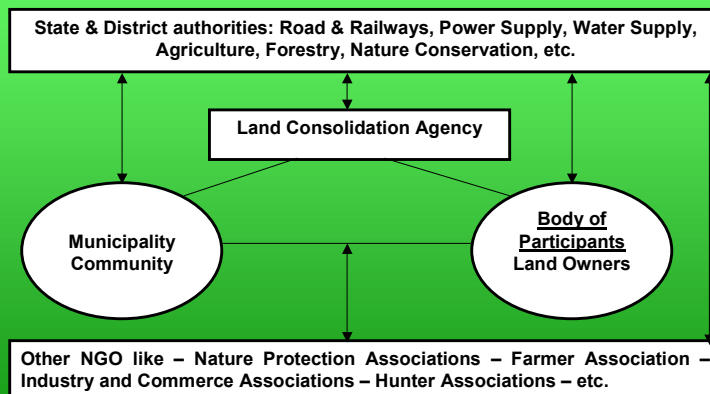 State & District authorities: Road & Railways, Power Supply, Water Supply,
Agriculture, Forestry, Nature Conservation, etc.
Land Consolidation Agency
Municipality
Community
Body of
Participants
Land Owners
Other NGO like – Nature Protection Associations – Farmer Association –
Industry and Commerce Associations – Hunter Associations – etc.